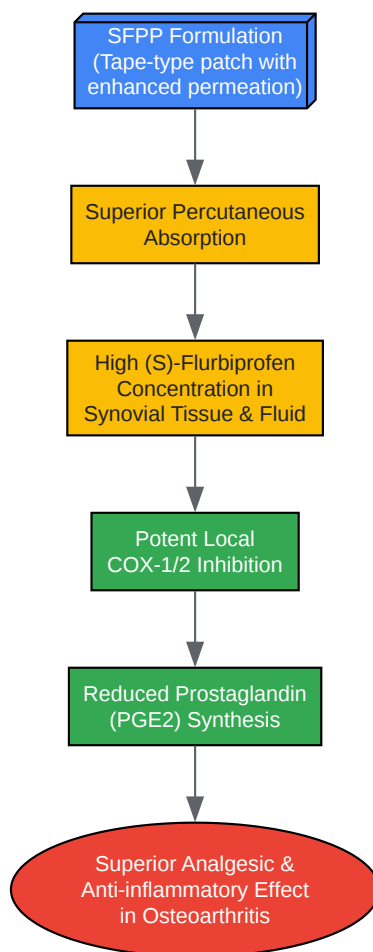 SFPP Formulation
(Tape-type patch with
enhanced permeation)
Superior Percutaneous
Absorption
High (S)-Flurbiprofen
Concentration in
Synovial Tissue & Fluid
Potent Local
COX-1/2 Inhibition
Reduced Prostaglandin
(PGE2) Synthesis
Superior Analgesic &
Anti-inflammatory Effect
in Osteoarthritis